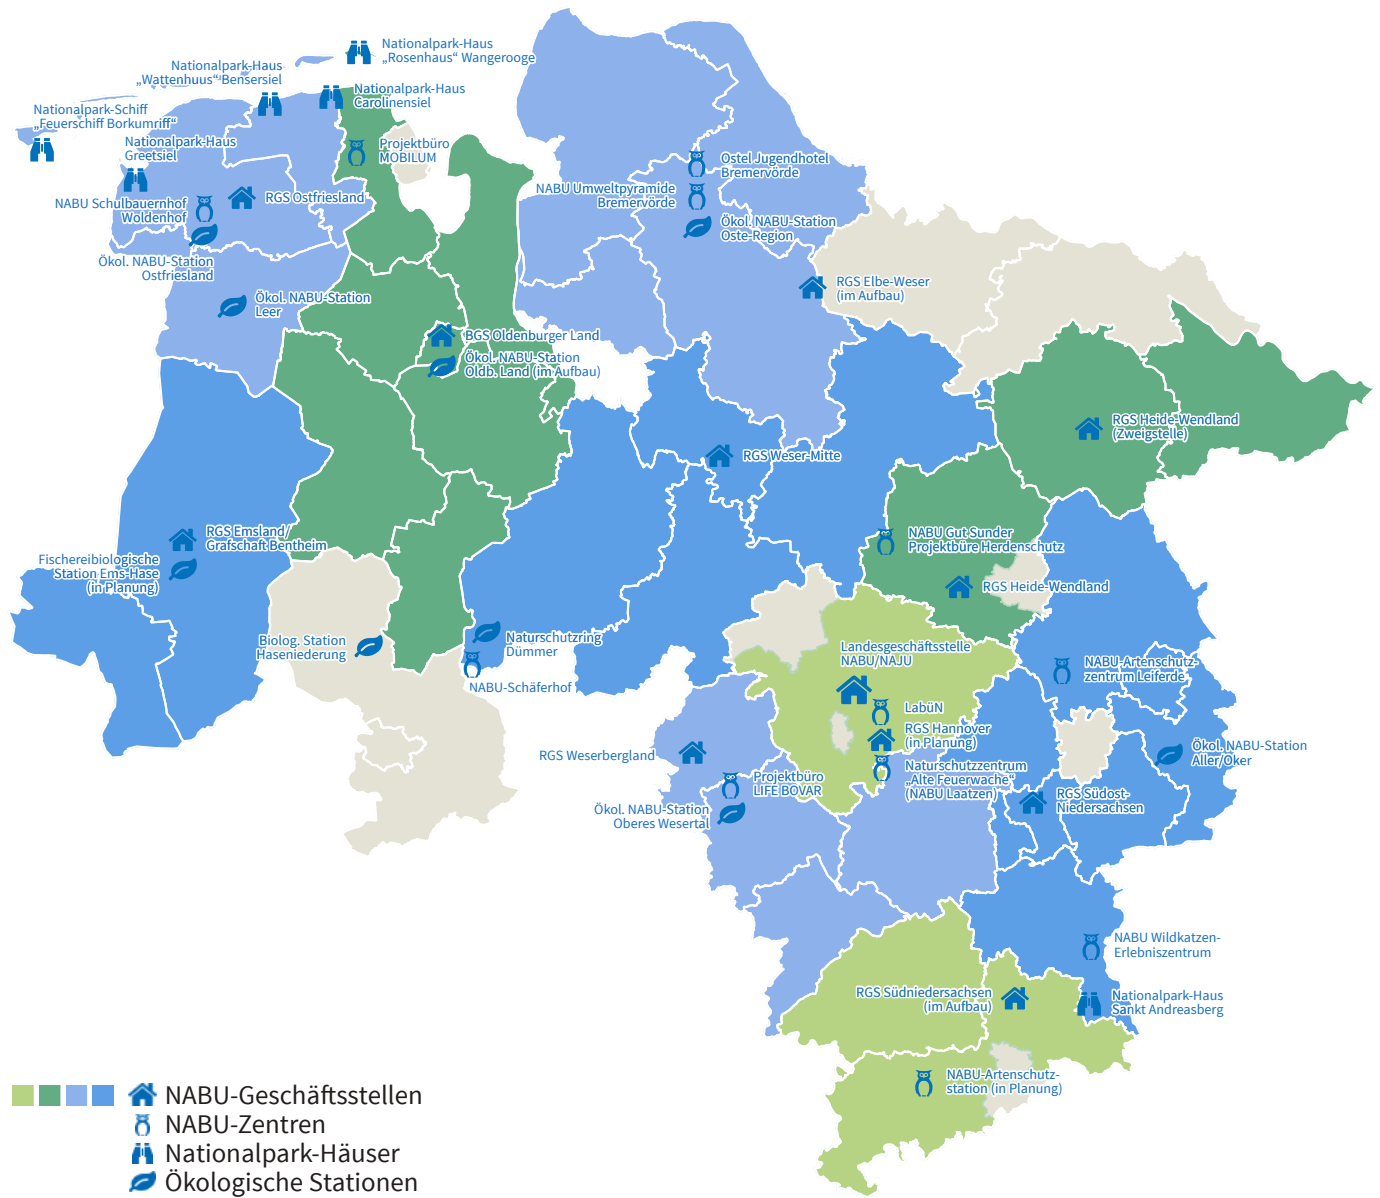 Nationalpark-Haus
„Rosenhaus“ Wangerooge
Nationalpark-Haus
„Wattenhuus“ Bensersiel
Nationalpark-Haus
Carolinensiel
Nationalpark-Schiff
„Feuerschiff Borkumriff“
Nationalpark-Haus
Greetsiel
Projektbüro
MOBILUM
NABU Schulbauernhof
Woldenhof
RGS Ostfriesland
Ökol. NABU-Station
Ostfriesland
Ökol. NABU-Station
Leer
Ostel Jugendhotel
Bremervörde
NABU Umweltpyramide
Bremervörde
Ökol. NABU-Station
Oste-Region
RGS Elbe-Weser
(im Aufbau)
BGS Oldenburger Land
Ökol. NABU-Station
Oldb. Land (im Aufbau)
RGS Heide-Wendland
(Zweigstelle)
RGS Weser-Mitte
RGS Emsland/
Grafschaft Bentheim
Fischereibiologische
Station Ems-Hase
(in Planung)
NABU Gut Sunder
Projektbüre Herdenschutz
RGS Heide-Wendland
Biolog. Station
Haseniederung
Naturschutzring
Dümmer
NABU-Schäferhof
Landesgeschäftsstelle
NABU/NAJU
NABU-Artenschutz-
zentrum Leiferde
LabüN
RGS Hannover
(in Planung)
Naturschutzzentrum
„Alte Feuerwache“
(NABU Laatzen)
RGS Weserbergland
Projektbüro
LIFE BOVAR
Ökol. NABU-Station
Oberes Wesertal
Ökol. NABU-Station
Aller/Oker
RGS Südost-
Niedersachsen
NABU Wildkatzen-
Erlebniszentrum
RGS Südniedersachsen
(im Aufbau)
Nationalpark-Haus
Sankt Andreasberg
NABU-Artenschutz-
station (in Planung)
NABU-Geschäftsstellen
NABU-Zentren
Nationalpark-Häuser
Ökologische Stationen